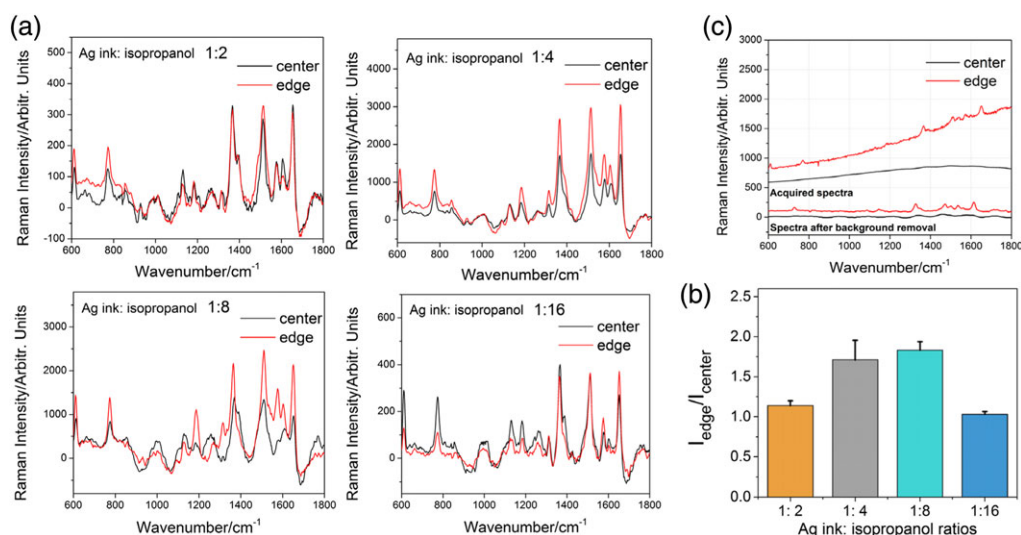 (a)
Ag ink: isopropanol 1:2
center
edge
Raman Intensity/Arbitr. Units
300
200
100
0
-100
600 800 1000 1200 1400 1600 1800
Wavenumber/cm-1
Ag ink: isopropanol 1:4
center
edge
Raman Intensity/Arbitr. Units
4000
3000
2000
1000
0
600 800 1000 1200 1400 1600 1800
Wavenumber/cm-1
Ag ink: isopropanol 1:8
center
edge
Raman Intensity/Arbitr. Units
3000
2000
1000
0
600 800 1000 1200 1400 1600 1800
Wavenumber/cm-1
Ag ink: isopropanol 1:16
center
edge
Raman Intensity/Arbitr. Units
600
400
200
0
600 800 1000 1200 1400 1600 1800
Wavenumber/cm-1
(c)
center
edge
Raman Intensity/Arbitr. Units
3000
2500
2000
1500
1000
500
0
Acquired spectra
Spectra after background removal
600 800 1000 1200 1400 1600 1800
Wavenumber/cm-1
(b)
Iedge/Icenter
2.5
2.0
1.5
1.0
0.5
0.0
1: 2 1: 4 1:8 1:16
Ag ink: isopropanol ratios